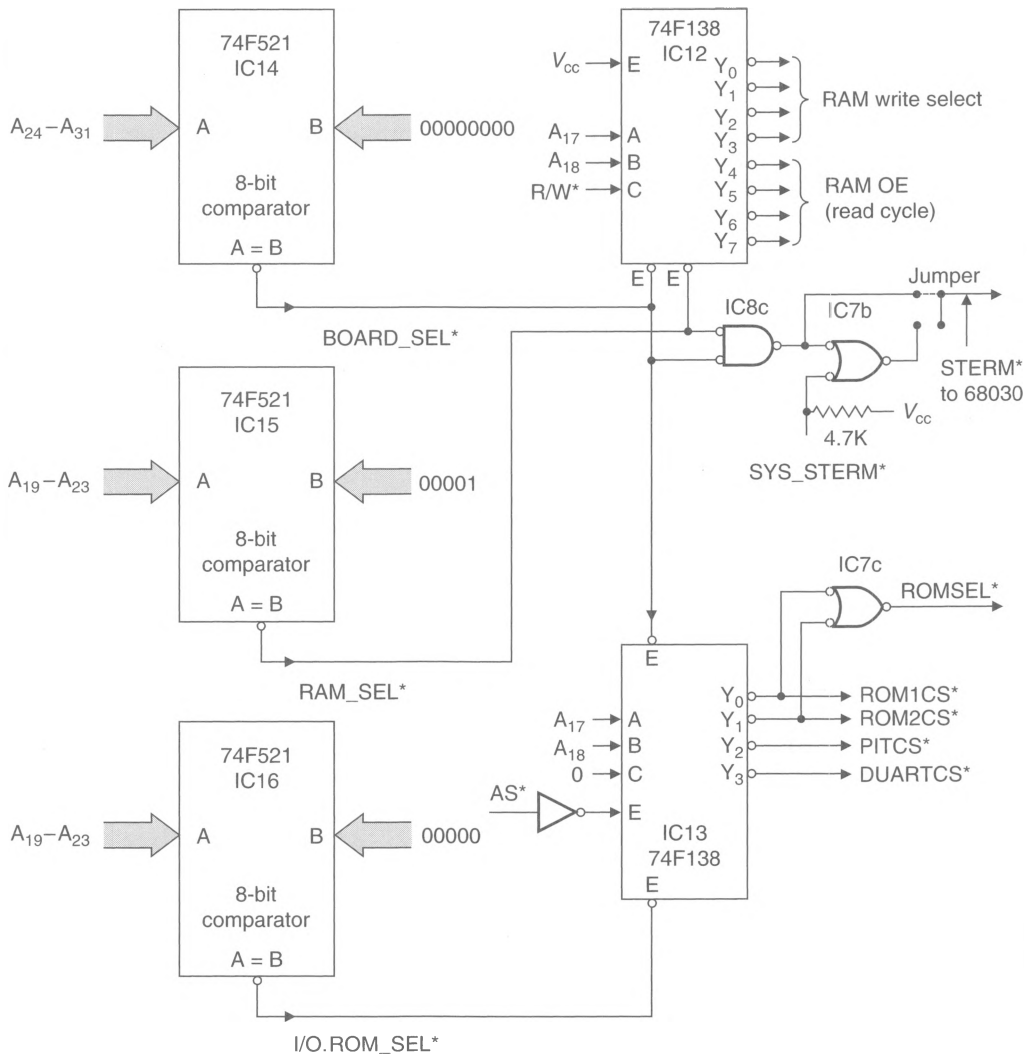 74F521
IC14
A24–A31
A
B
00000000
8-bit
comparator
A = B
BOARD_SEL*
74F138
IC12
Vcc
E
A17
A
A18
B
R/W*
C
Y0
Y1
Y2
Y3
Y4
Y5
Y6
Y7
RAM write select
RAM OE
(read cycle)
E
E
IC8c
IC7b
Jumper
STERM*
to 68030
Vcc
4.7K
SYS_STERM*
74F521
IC15
A19–A23
A
B
00001
8-bit
comparator
A = B
RAM_SEL*
IC7c
ROMSEL*
E
A17
A
A18
B
0
C
AS*
E
Y0
Y1
Y2
Y3
ROM1CS*
ROM2CS*
PITCS*
DUARTCS*
IC13
74F138
E
74F521
IC16
A19–A23
A
B
00000
8-bit
comparator
A = B
I/O.ROM_SEL*